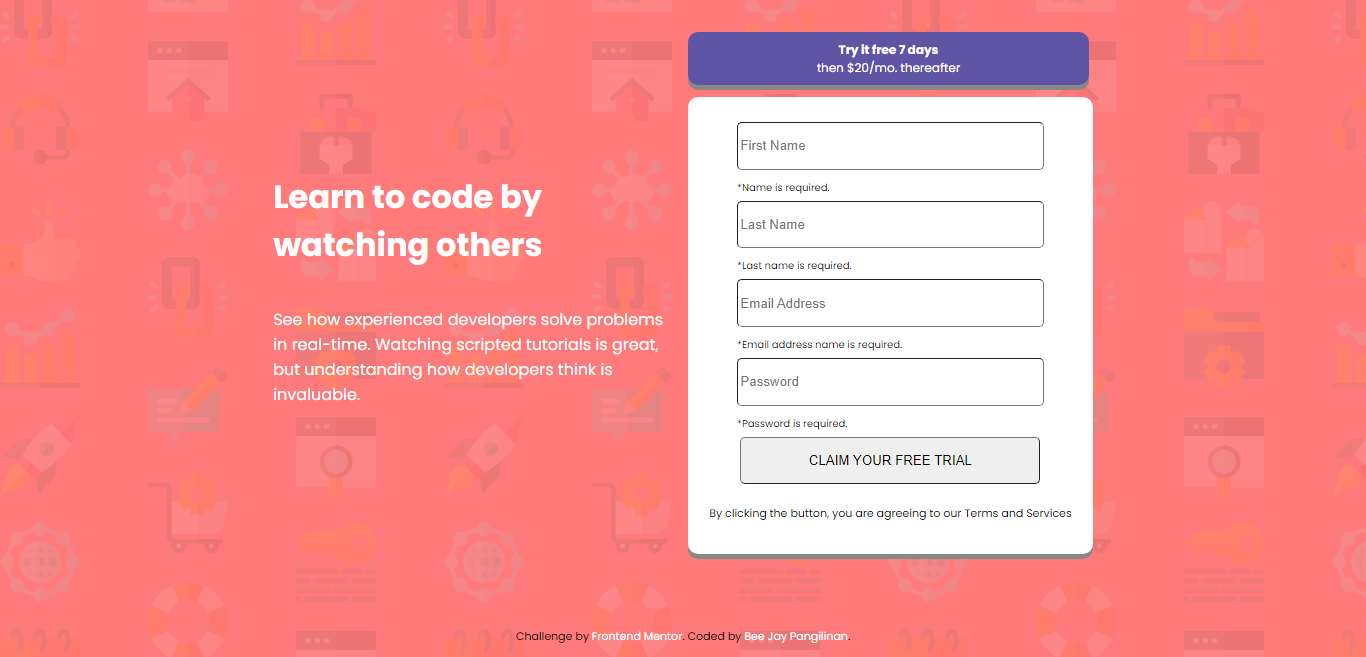 Try it free 7 days
then $20/mo. thereafter
Learn to code by
watching others
See how experienced developers solve problems
in real-time. Watching scripted tutorials is great,
but understanding how developers think is
invaluable.
First Name
*Name is required.
Last Name
*Last name is required.
Email Address
*Email address name is required.
Password
*Password is required.
CLAIM YOUR FREE TRIAL
By clicking the button, you are agreeing to our Terms and Services
Challenge by Frontend Mentor. Coded by Bee Jay Pangilinan.